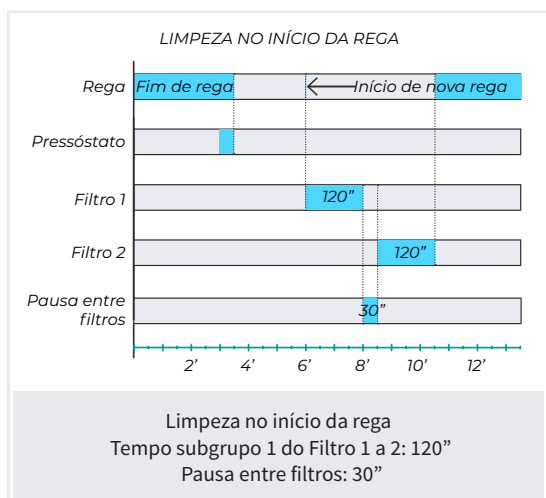 LIMPEZA NO INÍCIO DA REGA
Rega Fim de rega Início de nova rega
Pressóstato
Filtro 1 120”
Filtro 2 120”
Pausa entre
filtros 30”
2’ 4’ 6’ 8’ 10’ 12’
Limpeza no início da rega
Tempo subgrupo 1 do Filtro 1 a 2: 120”
Pausa entre filtros: 30”